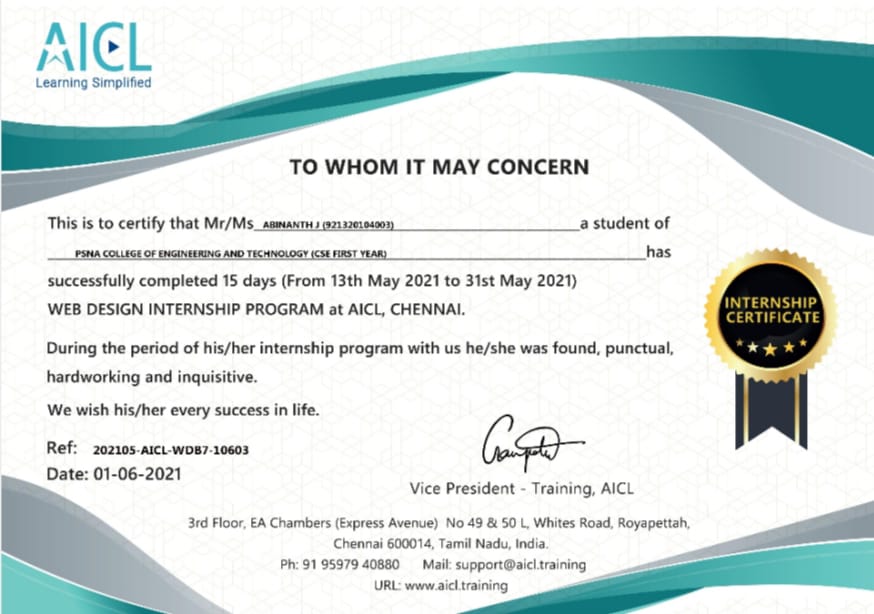 AICL
Learning Simplified
TO WHOM IT MAY CONCERN
This is to certify that Mr/Ms ABINANTH J (921320104003) a student of
PSNA COLLEGE OF ENGINEERING AND TECHNOLOGY (CSE FIRST YEAR) has
successfully completed 15 days (From 13th May 2021 to 31st May 2021)
WEB DESIGN INTERNSHIP PROGRAM at AICL, CHENNAI.
INTERNSHIP
CERTIFICATE
During the period of his/her internship program with us he/she was found, punctual,
hardworking and inquisitive.
We wish his/her every success in life.
Ref: 202105-AICL-WDB7-10603
Date: 01-06-2021
Vice President - Training, AICL
3rd Floor, EA Chambers (Express Avenue) No 49 & 50 L, Whites Road, Royapettah,
Chennai 600014, Tamil Nadu, India.
Ph: 91 95979 40880 Mail: support@aicl.training
URL: www.aicl.training